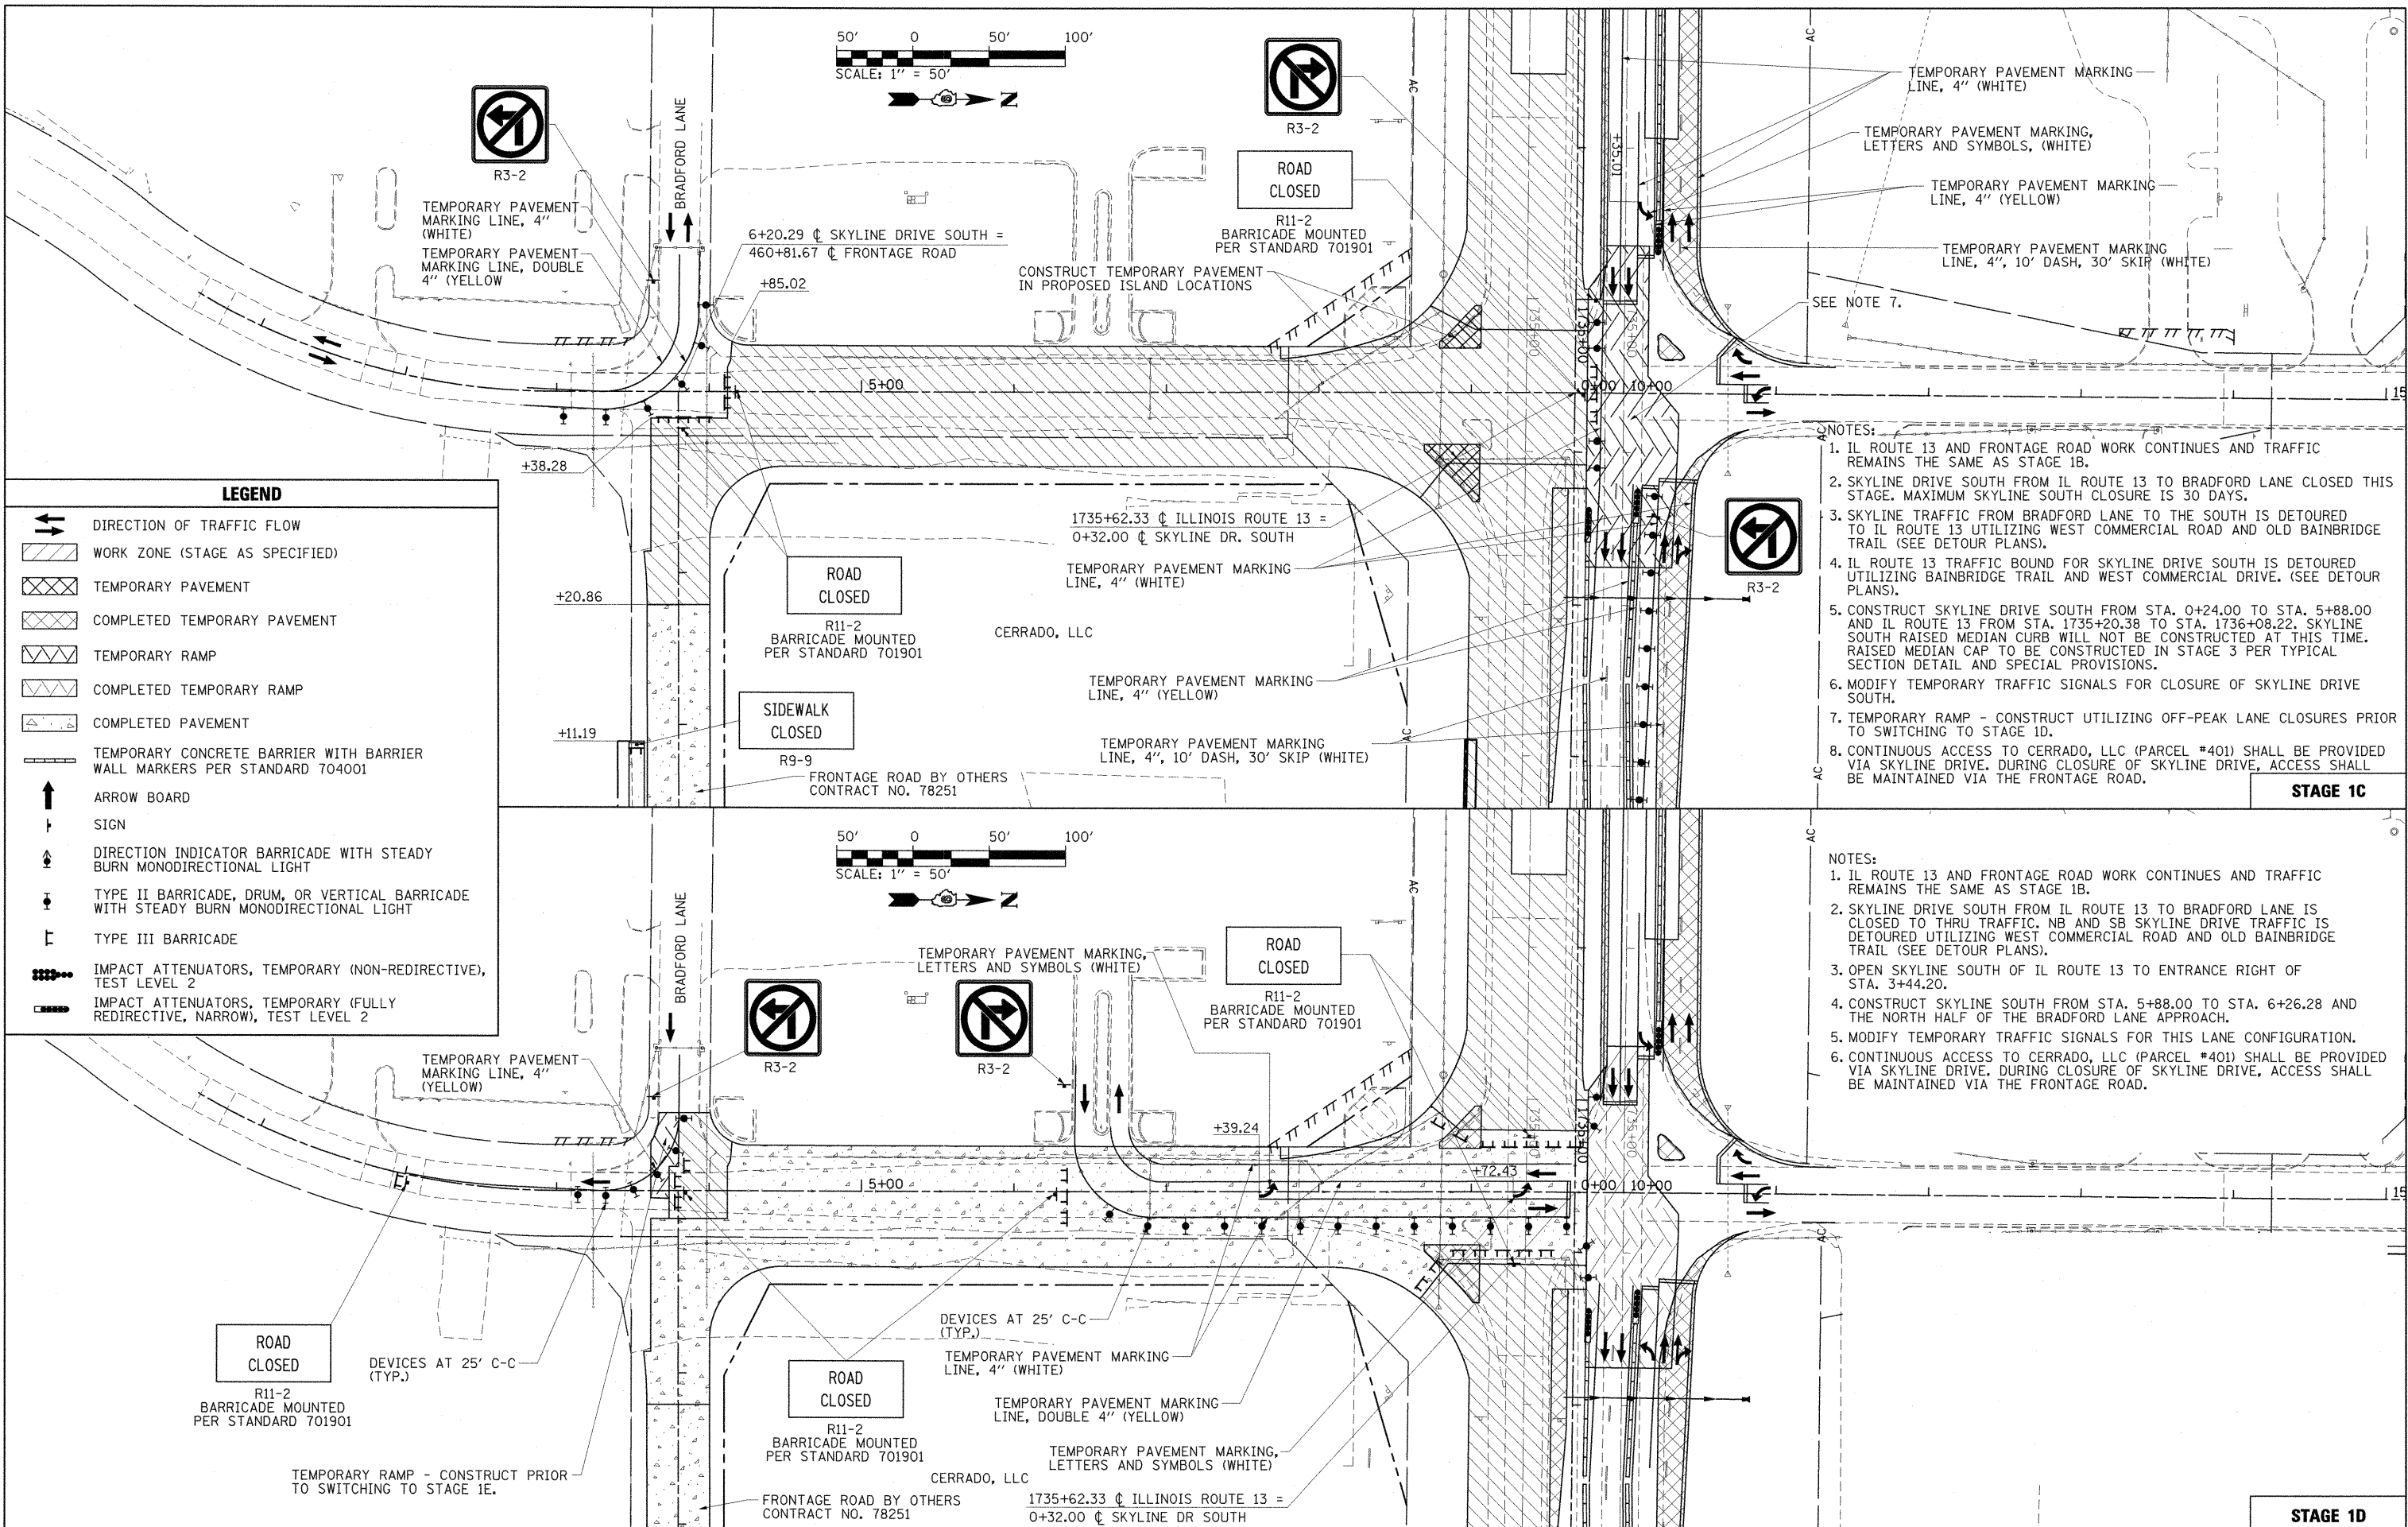 50' 0 50' 100'
SCALE: 1" = 50'
N
R3-2
BRADFORD LANE
TEMPORARY PAVEMENT
MARKING LINE, 4"
(WHITE)
TEMPORARY PAVEMENT
MARKING LINE, DOUBLE
4" (YELLOW
6+20.29 ℄ SKYLINE DRIVE SOUTH =
460+81.67 ℄ FRONTAGE ROAD
+85.02
R3-2
ROAD
CLOSED
R11-2
BARRICADE MOUNTED
PER STANDARD 701901
CONSTRUCT TEMPORARY PAVEMENT
IN PROPOSED ISLAND LOCATIONS
AC
AC
+35.01
TEMPORARY PAVEMENT MARKING
LINE, 4" (WHITE)
TEMPORARY PAVEMENT MARKING,
LETTERS AND SYMBOLS, (WHITE)
TEMPORARY PAVEMENT MARKING
LINE, 4" (YELLOW)
TEMPORARY PAVEMENT MARKING
LINE, 4", 10' DASH, 30' SKIP (WHITE)
SEE NOTE 7.
735+00
1735+00
735+00
5+00
0+00
10+00
15
+38.28
+20.86
+11.19
ROAD
CLOSED
R11-2
BARRICADE MOUNTED
PER STANDARD 701901
SIDEWALK
CLOSED
R9-9
FRONTAGE ROAD BY OTHERS
CONTRACT NO. 78251
CERRADO, LLC
1735+62.33 ℄ ILLINOIS ROUTE 13 =
0+32.00 ℄ SKYLINE DR. SOUTH
TEMPORARY PAVEMENT MARKING
LINE, 4" (WHITE)
TEMPORARY PAVEMENT MARKING
LINE, 4" (YELLOW)
TEMPORARY PAVEMENT MARKING
LINE, 4", 10' DASH, 30' SKIP (WHITE)
AC
R3-2
AC
AC
NOTES:
1. IL ROUTE 13 AND FRONTAGE ROAD WORK CONTINUES AND TRAFFIC
REMAINS THE SAME AS STAGE 1B.
2. SKYLINE DRIVE SOUTH FROM IL ROUTE 13 TO BRADFORD LANE CLOSED THIS
STAGE. MAXIMUM SKYLINE SOUTH CLOSURE IS 30 DAYS.
3. SKYLINE TRAFFIC FROM BRADFORD LANE TO THE SOUTH IS DETOURED
TO IL ROUTE 13 UTILIZING WEST COMMERCIAL ROAD AND OLD BAINBRIDGE
TRAIL (SEE DETOUR PLANS).
4. IL ROUTE 13 TRAFFIC BOUND FOR SKYLINE DRIVE SOUTH IS DETOURED
UTILIZING BAINBRIDGE TRAIL AND WEST COMMERCIAL DRIVE. (SEE DETOUR
PLANS).
5. CONSTRUCT SKYLINE DRIVE SOUTH FROM STA. 0+24.00 TO STA. 5+88.00
AND IL ROUTE 13 FROM STA. 1735+20.38 TO STA. 1736+08.22. SKYLINE
SOUTH RAISED MEDIAN CURB WILL NOT BE CONSTRUCTED AT THIS TIME.
RAISED MEDIAN CAP TO BE CONSTRUCTED IN STAGE 3 PER TYPICAL
SECTION DETAIL AND SPECIAL PROVISIONS.
6. MODIFY TEMPORARY TRAFFIC SIGNALS FOR CLOSURE OF SKYLINE DRIVE
SOUTH.
7. TEMPORARY RAMP - CONSTRUCT UTILIZING OFF-PEAK LANE CLOSURES PRIOR
TO SWITCHING TO STAGE 1D.
8. CONTINUOUS ACCESS TO CERRADO, LLC (PARCEL #401) SHALL BE PROVIDED
VIA SKYLINE DRIVE. DURING CLOSURE OF SKYLINE DRIVE, ACCESS SHALL
BE MAINTAINED VIA THE FRONTAGE ROAD.
STAGE 1C
LEGEND
DIRECTION OF TRAFFIC FLOW
WORK ZONE (STAGE AS SPECIFIED)
TEMPORARY PAVEMENT
COMPLETED TEMPORARY PAVEMENT
TEMPORARY RAMP
COMPLETED TEMPORARY RAMP
COMPLETED PAVEMENT
TEMPORARY CONCRETE BARRIER WITH BARRIER
WALL MARKERS PER STANDARD 704001
ARROW BOARD
SIGN
DIRECTION INDICATOR BARRICADE WITH STEADY
BURN MONODIRECTIONAL LIGHT
TYPE II BARRICADE, DRUM, OR VERTICAL BARRICADE
WITH STEADY BURN MONODIRECTIONAL LIGHT
TYPE III BARRICADE
IMPACT ATTENUATORS, TEMPORARY (NON-REDIRECTIVE),
TEST LEVEL 2
IMPACT ATTENUATORS, TEMPORARY (FULLY
REDIRECTIVE, NARROW), TEST LEVEL 2
50' 0 50' 100'
SCALE: 1" = 50'
N
BRADFORD LANE
TEMPORARY PAVEMENT
MARKING LINE, 4"
(YELLOW)
R3-2
R3-2
TEMPORARY PAVEMENT MARKING,
LETTERS AND SYMBOLS (WHITE)
ROAD
CLOSED
R11-2
BARRICADE MOUNTED
PER STANDARD 701901
AC
AC
+39.24
+72.43
735+00
1735+00
735+00
5+00
0+00
10+00
15
ROAD
CLOSED
R11-2
BARRICADE MOUNTED
PER STANDARD 701901
DEVICES AT 25' C-C
(TYP.)
TEMPORARY RAMP - CONSTRUCT PRIOR
TO SWITCHING TO STAGE 1E.
ROAD
CLOSED
R11-2
BARRICADE MOUNTED
PER STANDARD 701901
FRONTAGE ROAD BY OTHERS
CONTRACT NO. 78251
CERRADO, LLC
DEVICES AT 25' C-C
(TYP.)
TEMPORARY PAVEMENT MARKING
LINE, 4" (WHITE)
TEMPORARY PAVEMENT MARKING
LINE, DOUBLE 4" (YELLOW)
TEMPORARY PAVEMENT MARKING,
LETTERS AND SYMBOLS (WHITE)
1735+62.33 ℄ ILLINOIS ROUTE 13 =
0+32.00 ℄ SKYLINE DR SOUTH
AC
NOTES:
1. IL ROUTE 13 AND FRONTAGE ROAD WORK CONTINUES AND TRAFFIC
REMAINS THE SAME AS STAGE 1B.
2. SKYLINE DRIVE SOUTH FROM IL ROUTE 13 TO BRADFORD LANE IS
CLOSED TO THRU TRAFFIC. NB AND SB SKYLINE DRIVE TRAFFIC IS
DETOURED UTILIZING WEST COMMERCIAL ROAD AND OLD BAINBRIDGE
TRAIL (SEE DETOUR PLANS).
3. OPEN SKYLINE SOUTH OF IL ROUTE 13 TO ENTRANCE RIGHT OF
STA. 3+44.20.
4. CONSTRUCT SKYLINE SOUTH FROM STA. 5+88.00 TO STA. 6+26.28 AND
THE NORTH HALF OF THE BRADFORD LANE APPROACH.
5. MODIFY TEMPORARY TRAFFIC SIGNALS FOR THIS LANE CONFIGURATION.
6. CONTINUOUS ACCESS TO CERRADO, LLC (PARCEL #401) SHALL BE PROVIDED
VIA SKYLINE DRIVE. DURING CLOSURE OF SKYLINE DRIVE, ACCESS SHALL
BE MAINTAINED VIA THE FRONTAGE ROAD.
STAGE 1D